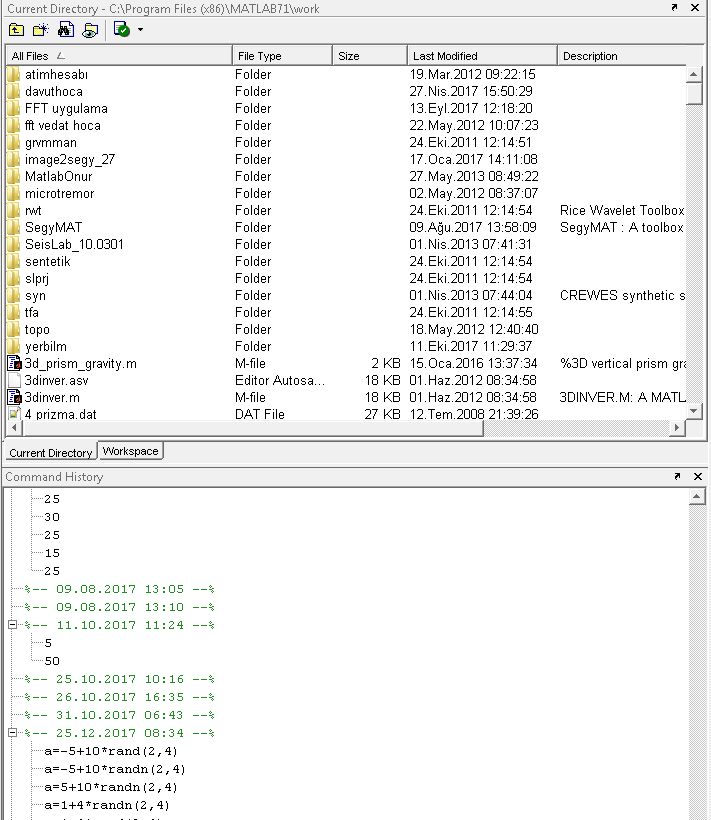 Current Directory - C:\Program Files (x86)\MATLAB71\work
All Files File Type Size Last Modified Description
atimhesabı Folder 19.Mar.2012 09:22:15
davuthoca Folder 27.Nis.2017 15:50:29
FFT uygulama Folder 13.Eyl.2017 12:18:20
fft vedat hoca Folder 22.May.2012 10:07:23
grvmman Folder 24.Eki.2011 12:14:51
image2segy_27 Folder 17.Oca.2017 14:11:08
MatlabOnur Folder 27.May.2013 08:49:22
microtremor Folder 02.May.2012 08:37:07
rwt Folder 24.Eki.2011 12:14:54 Rice Wavelet Toolbox
SegyMAT Folder 09.Ağu.2017 13:58:09 SegyMAT : A toolbox
SeisLab_10.0301 Folder 01.Nis.2013 07:41:31
sentetik Folder 24.Eki.2011 12:14:54
slprj Folder 24.Eki.2011 12:14:54
syn Folder 01.Nis.2013 07:44:04 CREWES synthetic s
tfa Folder 24.Eki.2011 12:14:55
topo Folder 18.May.2012 12:40:40
yerbilm Folder 11.Eki.2017 11:29:37
3d_prism_gravity.m M-file 2 KB 15.Oca.2016 13:37:34 %3D vertical prism gra
3dinver.asv Editor Autosa... 18 KB 01.Haz.2012 08:34:58
3dinver.m M-file 18 KB 01.Haz.2012 08:34:58 3DINVER.M: A MATL
4 prizma.dat DAT File 27 KB 12.Tem.2008 21:39:26
Current Directory Workspace
Command History
25
30
25
15
25
%-- 09.08.2017 13:05 --%
%-- 09.08.2017 13:10 --%
%-- 11.10.2017 11:24 --%
5
50
%-- 25.10.2017 10:16 --%
%-- 26.10.2017 16:35 --%
%-- 31.10.2017 06:43 --%
%-- 25.12.2017 08:34 --%
a=-5+10*rand(2,4)
a=-5+10*randn(2,4)
a=5+10*randn(2,4)
a=1+4*randn(2,4)